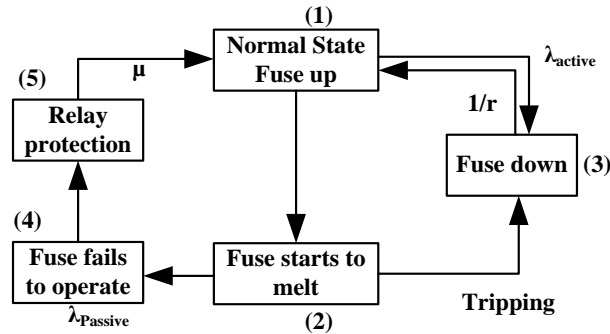 (1)
Normal State
Fuse up
λactive
(5)
μ
1/r
Relay
protection
Fuse down
(3)
(4)
Fuse fails
to operate
Fuse starts to
melt
λPassive
Tripping
(2)